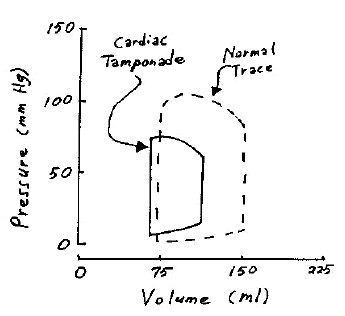 150
Cardiac
Tamponade
Normal
Trace
100
Pressure (mm Hg)
50
0
0 75 150 225
Volume (ml)